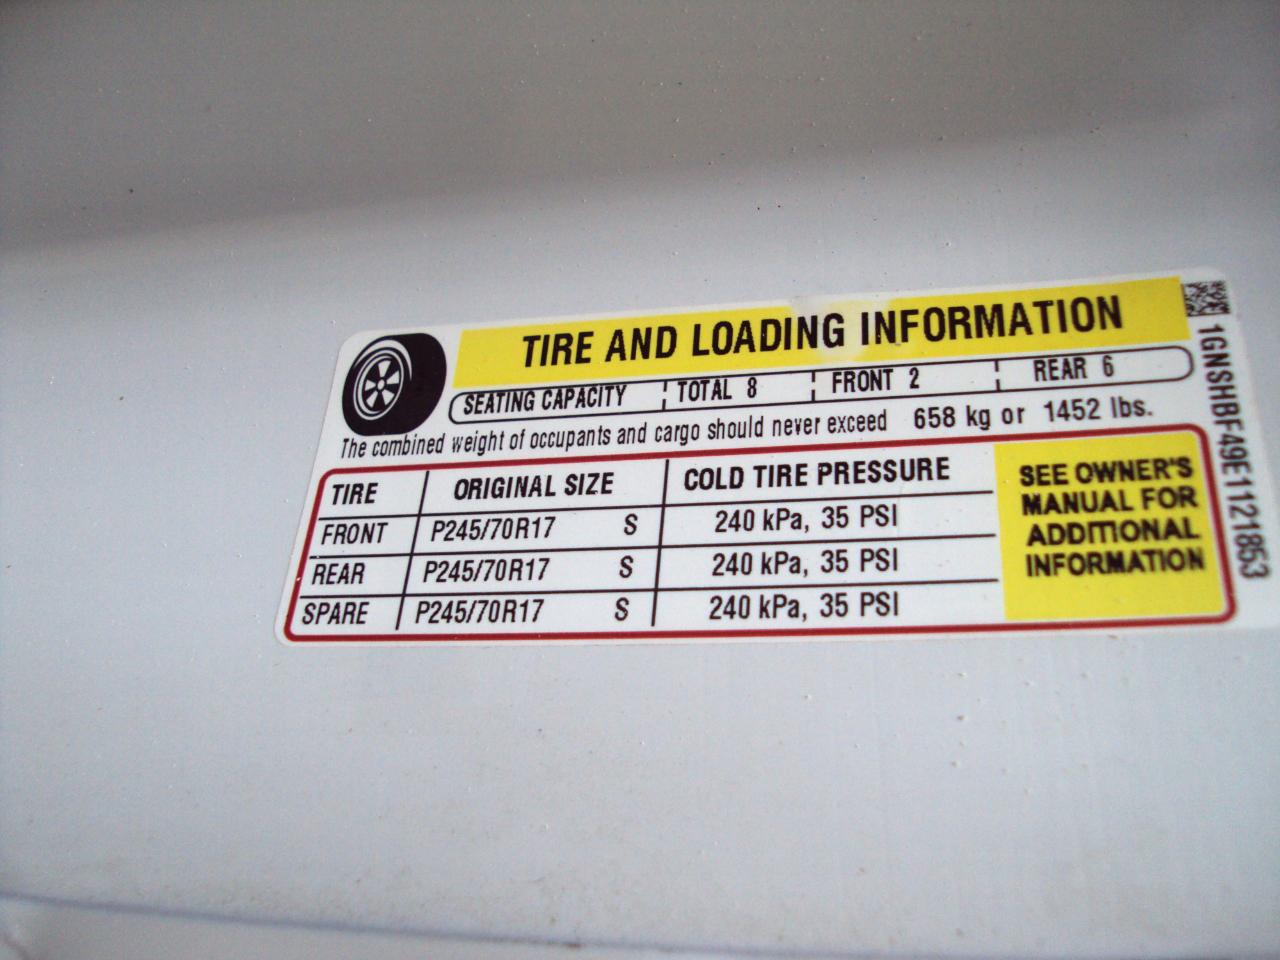 TIRE AND LOADING INFORMATION
SEATING CAPACITY TOTAL 8 FRONT 2 REAR 6
The combined weight of occupants and cargo should never exceed 658 kg or 1452 lbs.
TIRE ORIGINAL SIZE COLD TIRE PRESSURE
FRONT P245/70R17 S 240 kPa, 35 PSI
REAR P245/70R17 S 240 kPa, 35 PSI
SPARE P245/70R17 S 240 kPa, 35 PSI
SEE OWNER'S
MANUAL FOR
ADDITIONAL
INFORMATION
1GNSHBF49E1121853